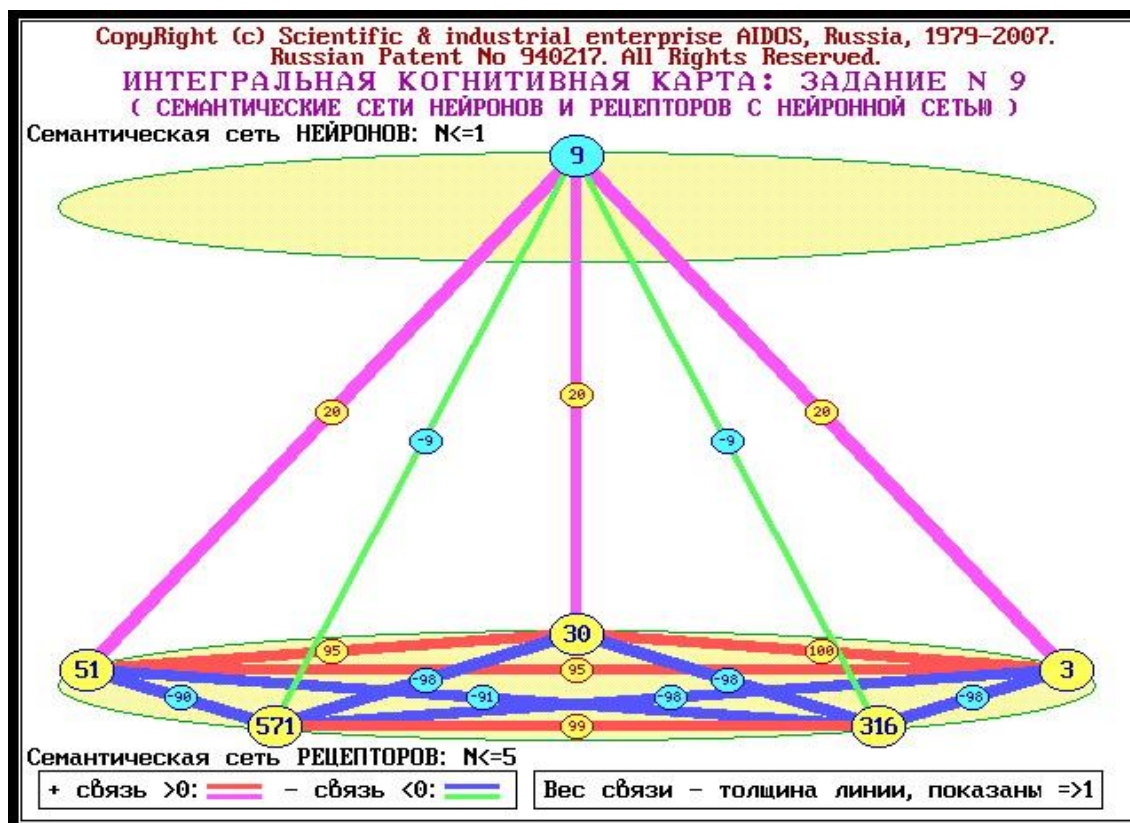 CopyRight (c) Scientific & industrial enterprise AIDOS, Russia, 1979-2007.
Russian Patent No 940217. All Rights Reserved.
ИНТЕГРАЛЬНАЯ КОГНИТИВНАЯ КАРТА: ЗАДАНИЕ N 9
( СЕМАНТИЧЕСКИЕ СЕТИ НЕЙРОНОВ И РЕЦЕПТОРОВ С НЕЙРОННОЙ СЕТЬЮ )
Семантическая сеть НЕЙРОНОВ: N<=1
9
20
20
20
-9
-9
30
95
100
51
95
3
-98
-98
-90
-91
-98
-98
571
99
316
Семантическая сеть РЕЦЕПТОРОВ: N<=5
+ связь >0: - связь <0:
Вес связи - толщина линии, показаны =>1